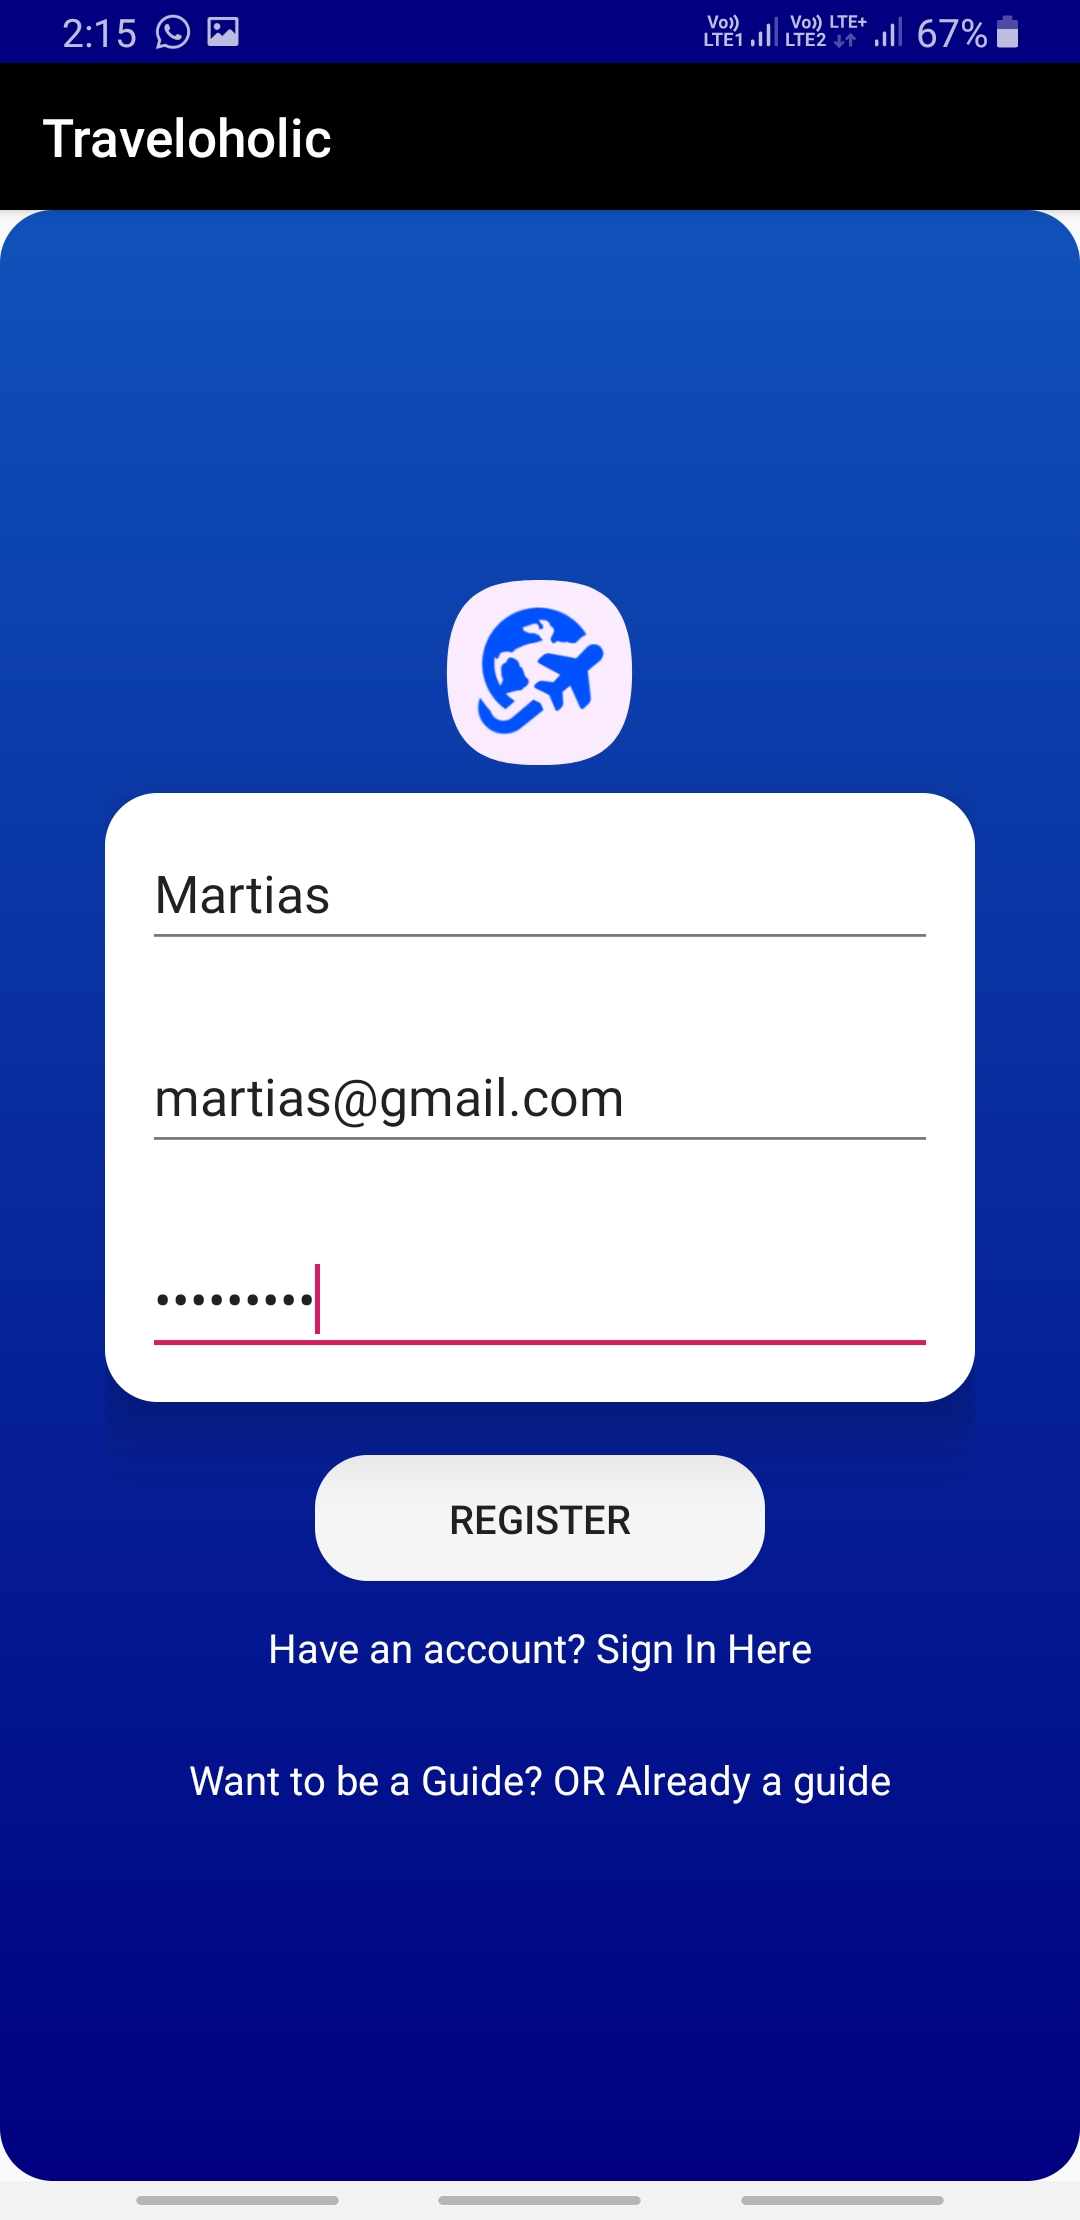 2:15 Vo)) LTE1 Vo)) LTE2 LTE+ 67%
Traveloholic
Martias
martias@gmail.com
•••••••••
REGISTER
Have an account? Sign In Here
Want to be a Guide? OR Already a guide